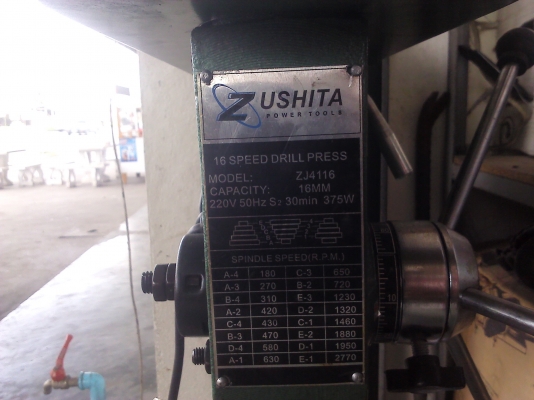 ZUSHITA
POWER TOOLS
16 SPEED DRILL PRESS
MODEL: ZJ4116
CAPACITY: 16MM
220V 50Hz S2 30min 375W
SPINDLE SPEED(R.P.M.)
A-4 180 C-3 650
A-3 270 B-2 720
B-4 310 E-3 1230
A-2 420 D-2 1320
C-4 430 C-1 1460
B-3 470 E-2 1880
D-4 580 D-1 1950
A-1 630 E-1 2770
10